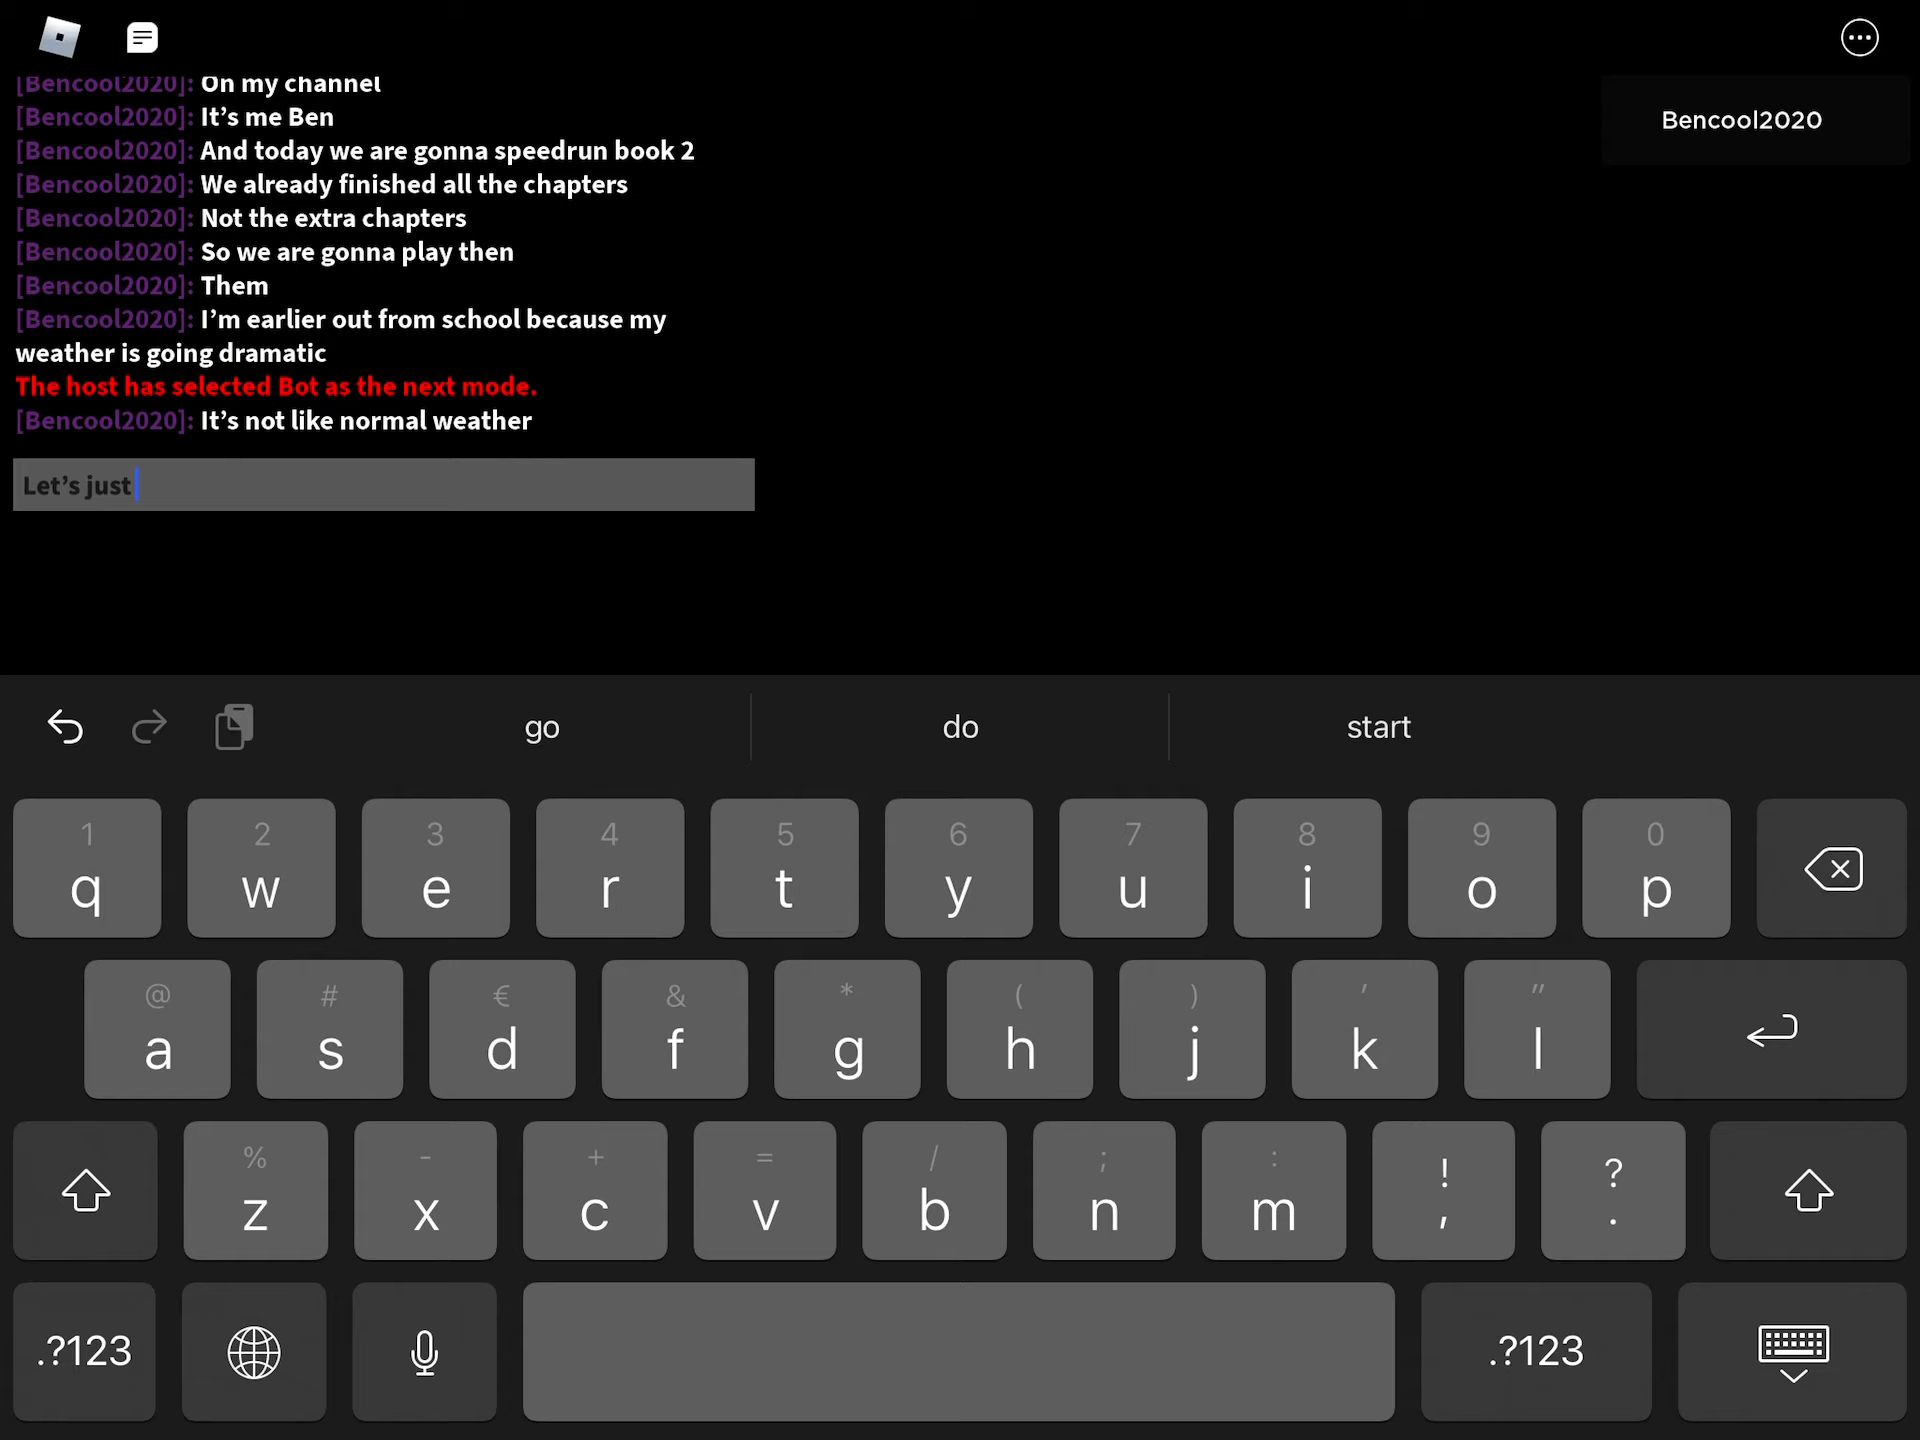 [Bencool2020]: On my channel
Bencool2020
[Bencool2020]: It’s me Ben
[Bencool2020]: And today we are gonna speedrun book 2
[Bencool2020]: We already finished all the chapters
[Bencool2020]: Not the extra chapters
[Bencool2020]: So we are gonna play then
[Bencool2020]: Them
[Bencool2020]: I’m earlier out from school because my
weather is going dramatic
The host has selected Bot as the next mode.
[Bencool2020]: It’s not like normal weather
Let’s just
go do start
1 2 3 4 5 6 7 8 9 0
q w e r t y u i o p
@ # € & * ( ) ' "
a s d f g h j k l
% - + = / ; : ! ?
z x c v b n m , .
.?123 .?123